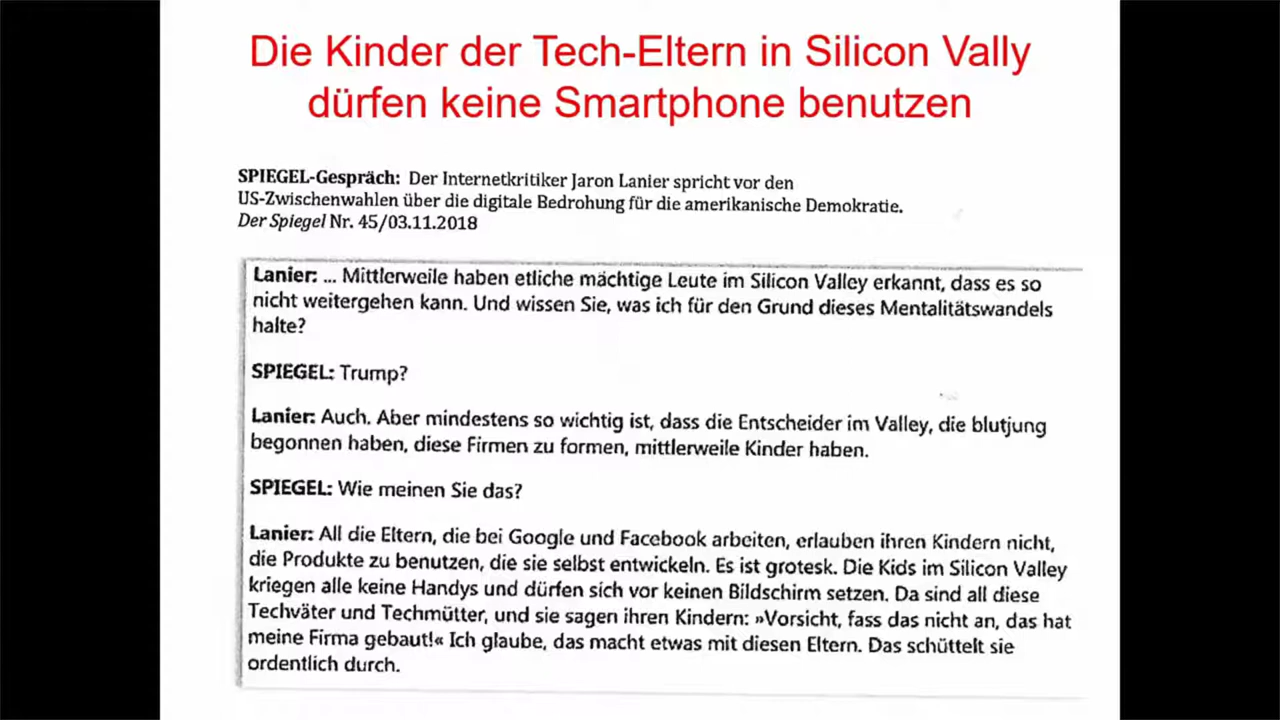 Die Kinder der Tech-Eltern in Silicon Vally
dürfen keine Smartphone benutzen
SPIEGEL-Gespräch: Der Internetkritiker Jaron Lanier spricht vor den
US-Zwischenwahlen über die digitale Bedrohung für die amerikanische Demokratie.
Der Spiegel Nr. 45/03.11.2018
Lanier: ... Mittlerweile haben etliche mächtige Leute im Silicon Valley erkannt, dass es so
nicht weitergehen kann. Und wissen Sie, was ich für den Grund dieses Mentalitätswandels
halte?
SPIEGEL: Trump?
Lanier: Auch. Aber mindestens so wichtig ist, dass die Entscheider im Valley, die blutjung
begonnen haben, diese Firmen zu formen, mittlerweile Kinder haben.
SPIEGEL: Wie meinen Sie das?
Lanier: All die Eltern, die bei Google und Facebook arbeiten, erlauben ihren Kindern nicht,
die Produkte zu benutzen, die sie selbst entwickeln. Es ist grotesk. Die Kids im Silicon Valley
kriegen alle keine Handys und dürfen sich vor keinen Bildschirm setzen. Da sind all diese
Techväter und Techmütter, und sie sagen ihren Kindern: »Vorsicht, fass das nicht an, das hat
meine Firma gebaut!« Ich glaube, das macht etwas mit diesen Eltern. Das schüttelt sie
ordentlich durch.